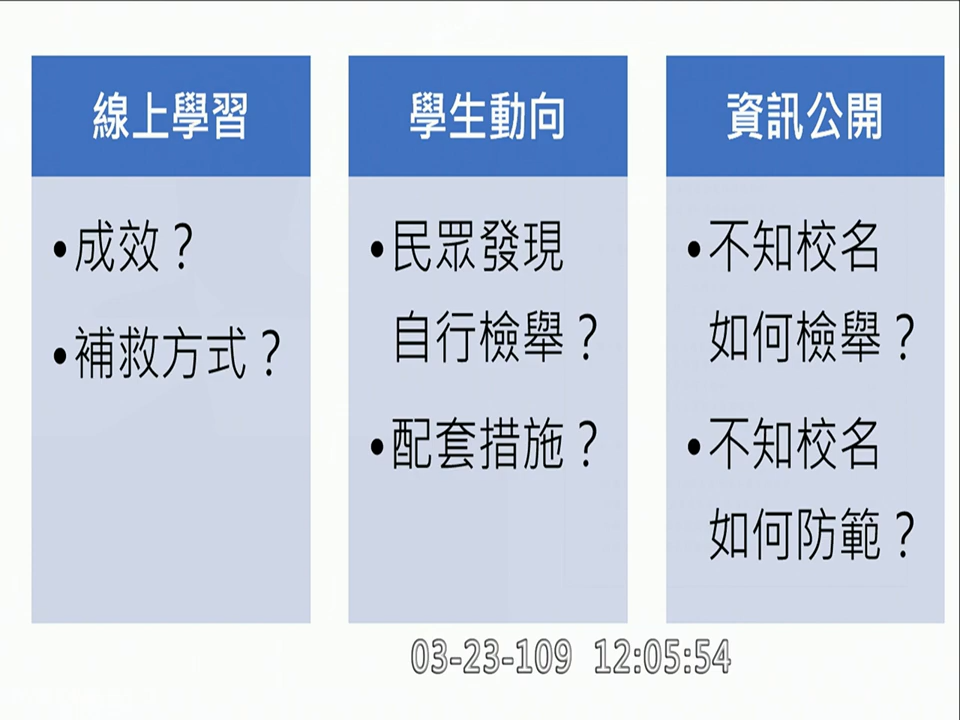 線上學習
•成效？
•補救方式？
學生動向
•民眾發現
自行檢舉？
•配套措施？
資訊公開
•不知校名
如何檢舉？
•不知校名
如何防範？
03-23-109 12:05:54